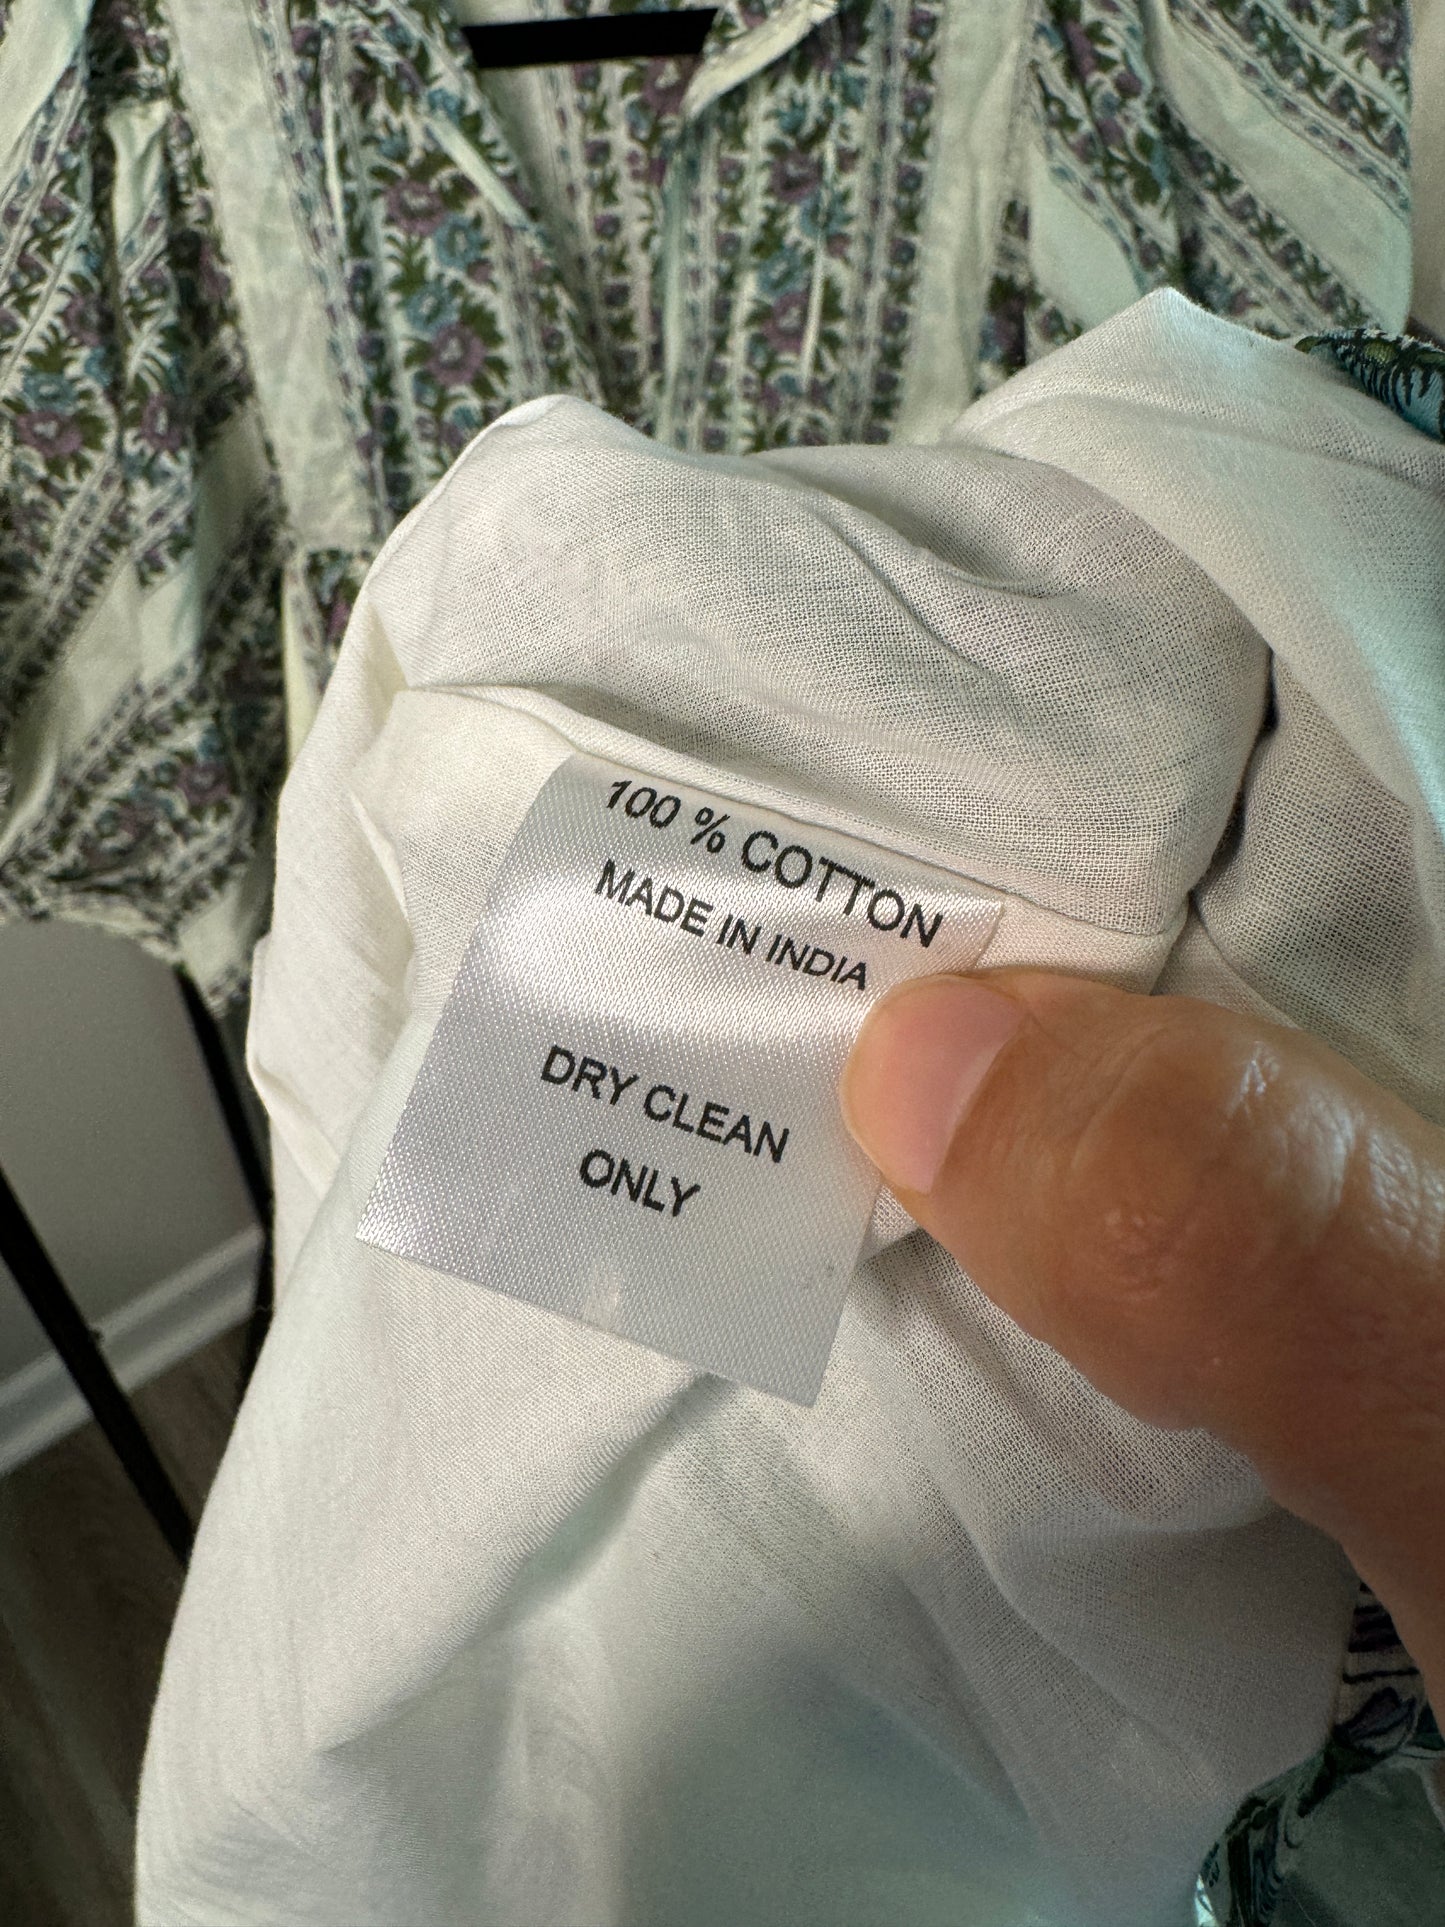 100 % COTTON
MADE IN INDIA
DRY CLEAN
ONLY